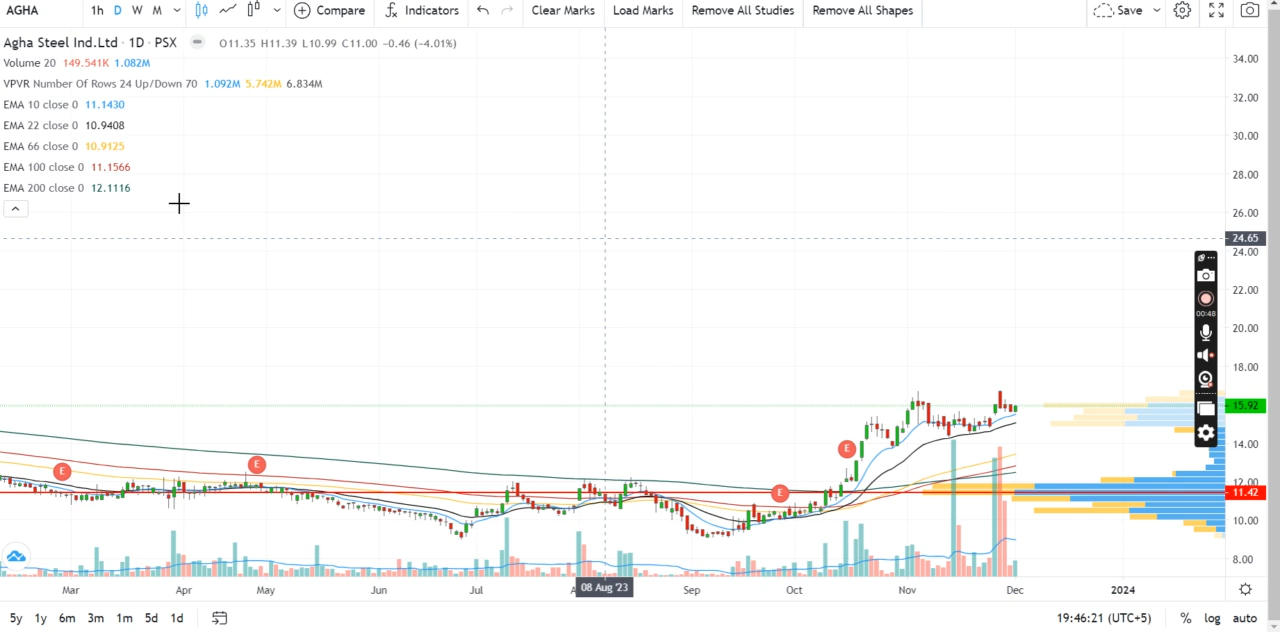 AGHA 1h D W M Compare Indicators Clear Marks Load Marks Remove All Studies Remove All Shapes Save
Agha Steel Ind.Ltd · 1D · PSX O11.35 H11.39 L10.99 C11.00 −0.46 (−4.01%)
Volume 20 149.541K 1.082M
VPVR Number Of Rows 24 Up/Down 70 1.092M 5.742M 6.834M
EMA 10 close 0 11.1430
EMA 22 close 0 10.9408
EMA 66 close 0 10.9125
EMA 100 close 0 11.1566
EMA 200 close 0 12.1116
34.00
32.00
30.00
28.00
26.00
24.65
24.00
22.00
20.00
00:48
18.00
15.92
14.00
12.00
11.42
10.00
8.00
E E E E
Mar Apr May Jun Jul 08 Aug '23 Sep Oct Nov Dec 2024
5y 1y 6m 3m 1m 5d 1d 19:46:21 (UTC+5) % log auto